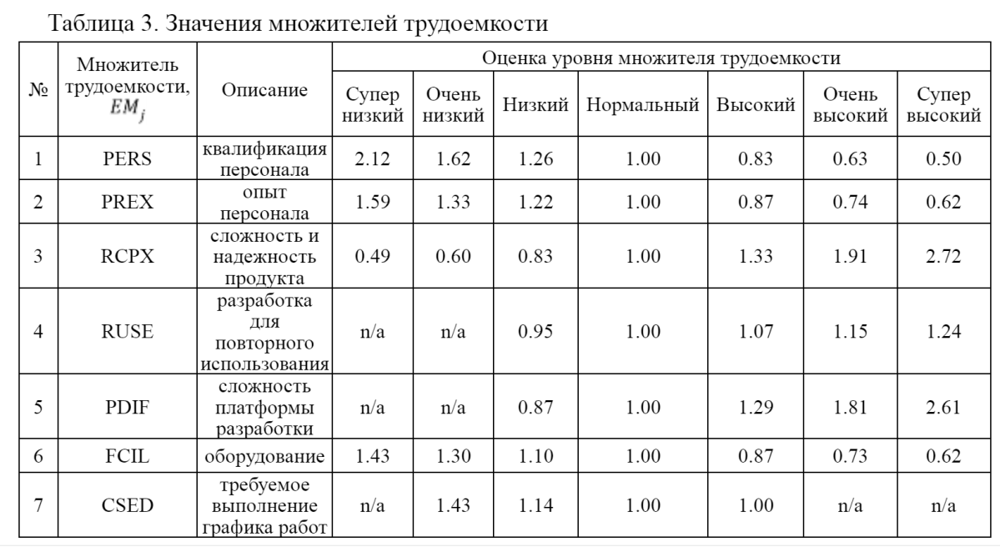 Таблица 3. Значения множителей трудоемкости
№ Множитель трудоемкости, EMj Описание Оценка уровня множителя трудоемкости
Супер низкий Очень низкий Низкий Нормальный Высокий Очень высокий Супер высокий
1 PERS квалификация персонала 2.12 1.62 1.26 1.00 0.83 0.63 0.50
2 PREX опыт персонала 1.59 1.33 1.22 1.00 0.87 0.74 0.62
3 RCPX сложность и надежность продукта 0.49 0.60 0.83 1.00 1.33 1.91 2.72
4 RUSE разработка для повторного использования n/a n/a 0.95 1.00 1.07 1.15 1.24
5 PDIF сложность платформы разработки n/a n/a 0.87 1.00 1.29 1.81 2.61
6 FCIL оборудование 1.43 1.30 1.10 1.00 0.87 0.73 0.62
7 CSED требуемое выполнение графика работ n/a 1.43 1.14 1.00 1.00 n/a n/a